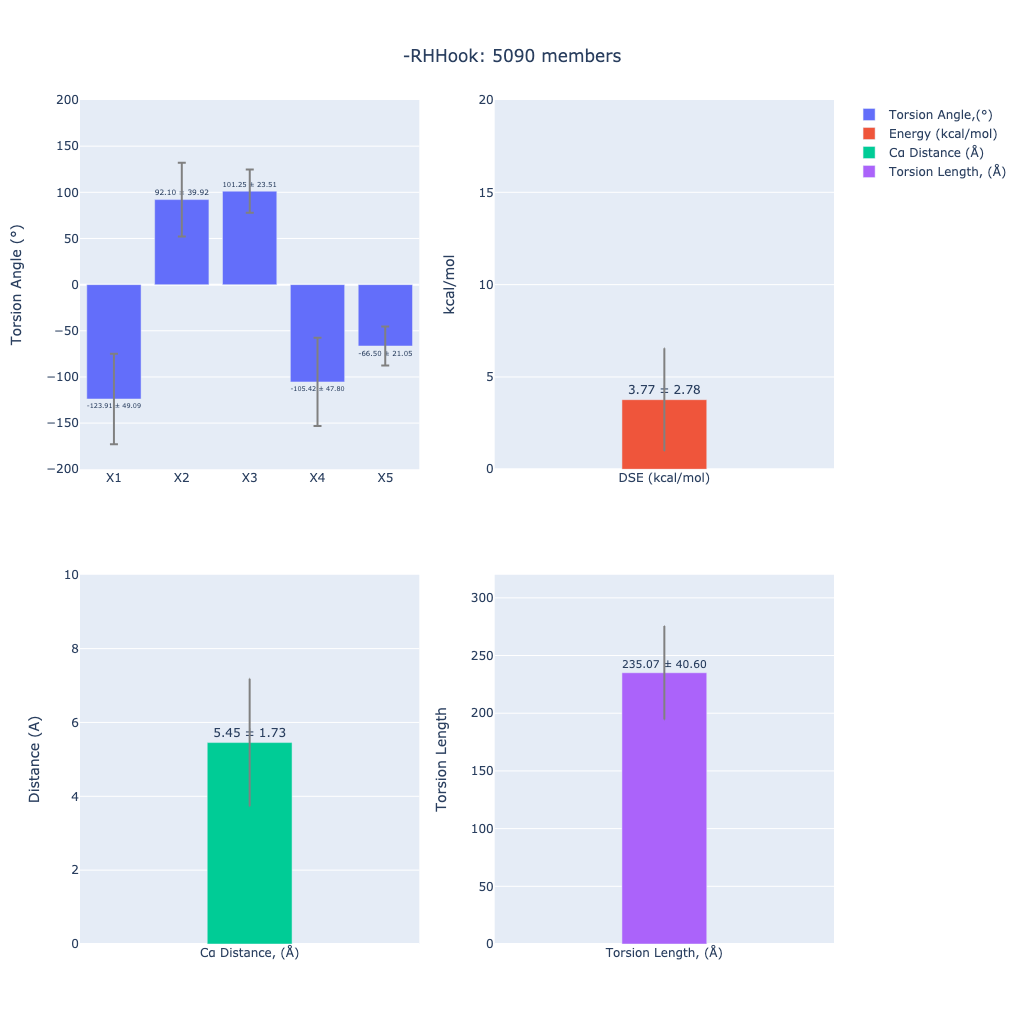 -RHHook: 5090 members
Torsion Angle,(°)
Energy (kcal/mol)
Cα Distance (Å)
Torsion Length, (Å)
Torsion Angle (°)
200
150
100
50
0
−50
−100
−150
−200
-123.91 ± 49.09
92.10 ± 39.92
101.25 ± 23.51
-105.42 ± 47.80
-66.50 ± 21.05
X1 X2 X3 X4 X5
kcal/mol
20
15
10
5
0
3.77 ± 2.78
DSE (kcal/mol)
Distance (A)
10
8
6
4
2
0
5.45 ± 1.73
Cα Distance, (Å)
Torsion Length
300
250
200
150
100
50
0
235.07 ± 40.60
Torsion Length, (Å)